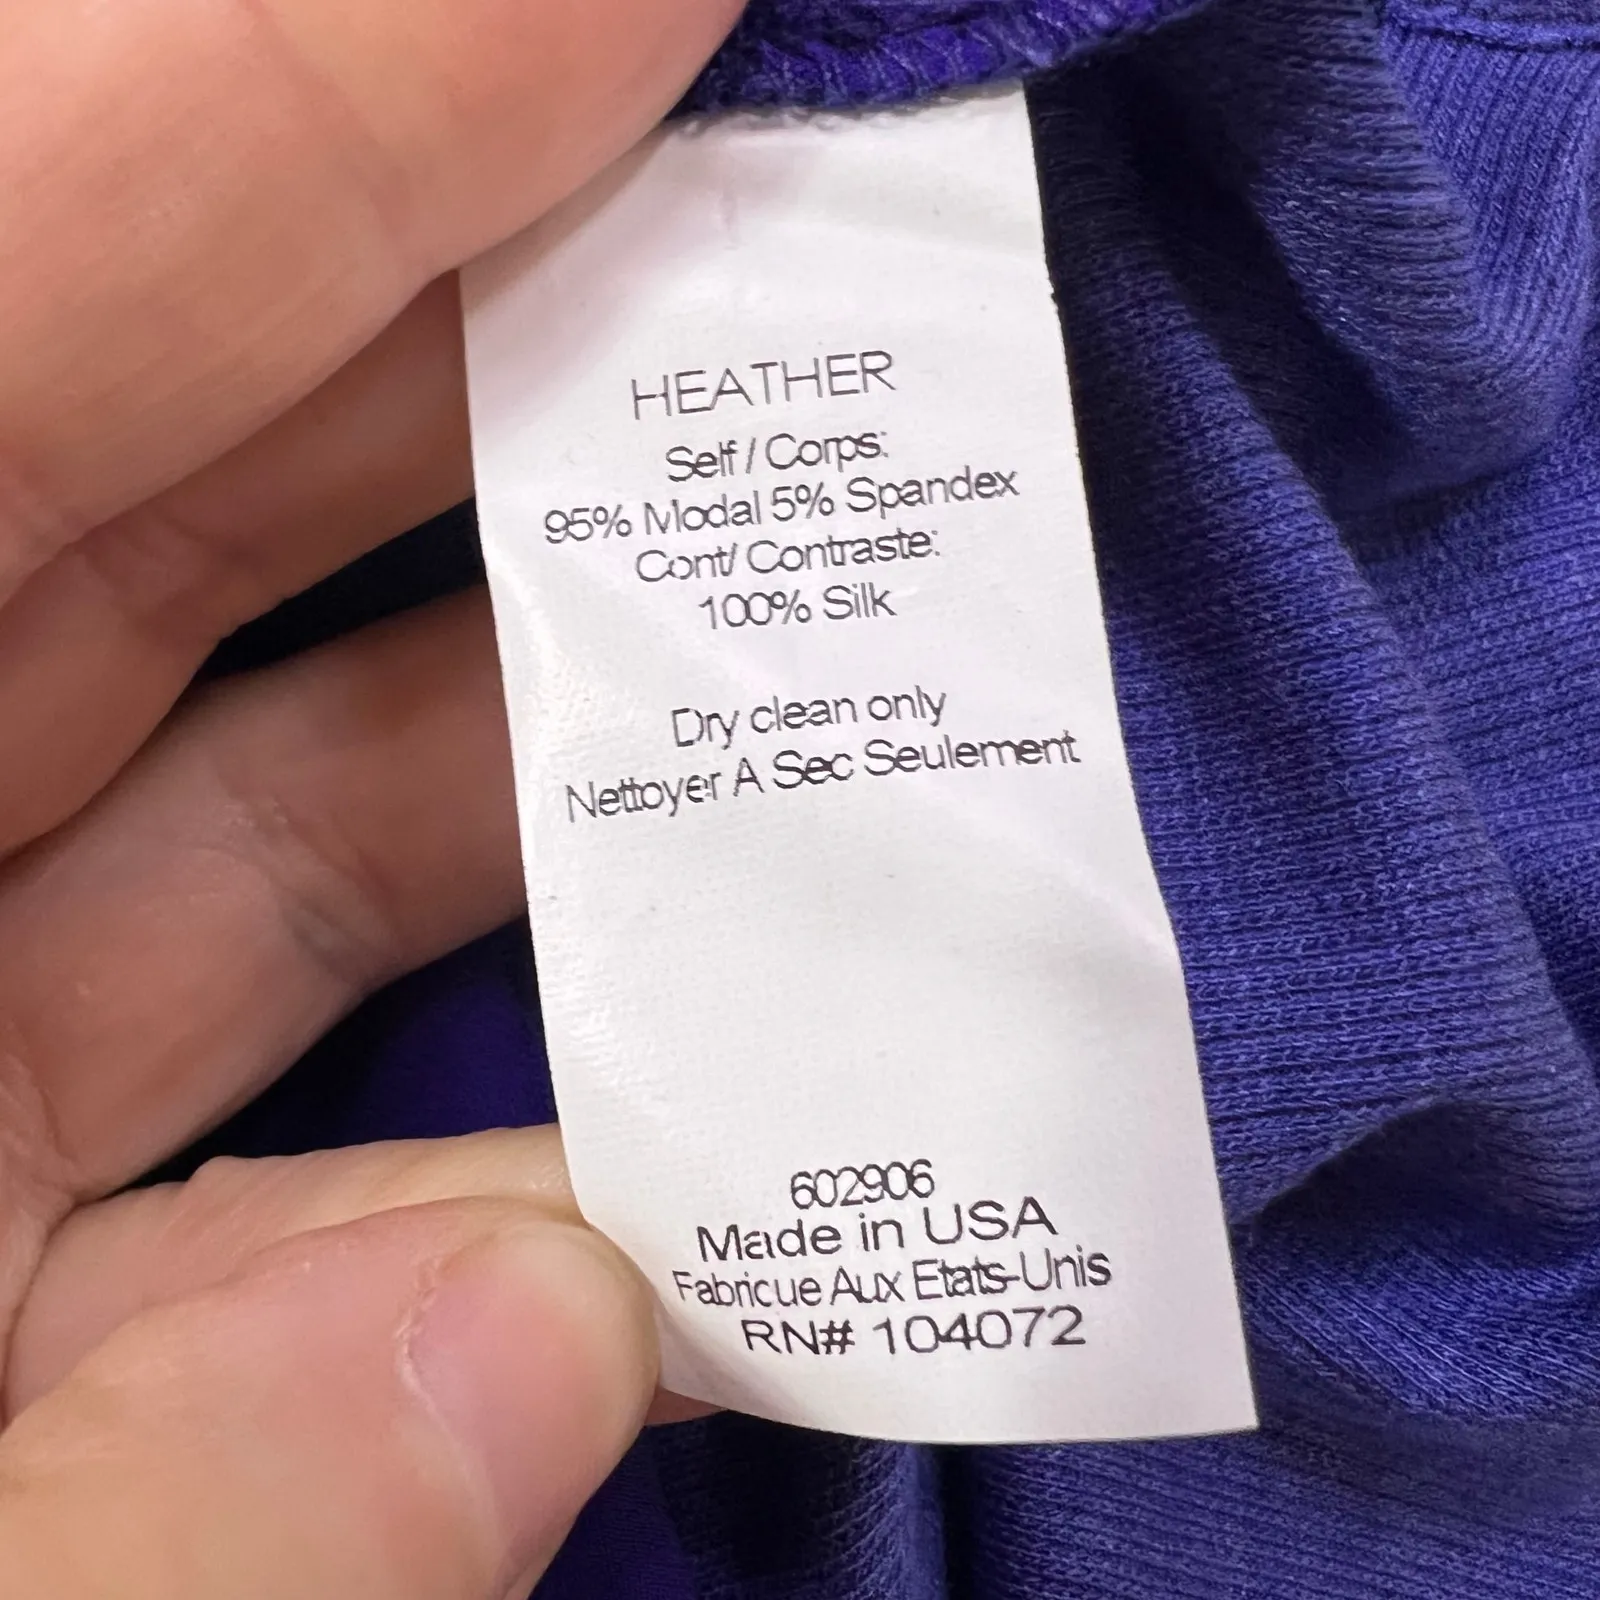 HEATHER
Self / Corps:
95% Modal 5% Spandex
Cont/ Contraste:
100% Silk
Dry clean only
Nettoyer A Sec Seulement
602906
Made in USA
Fabricue Aux Etats-Unis
RN# 104072